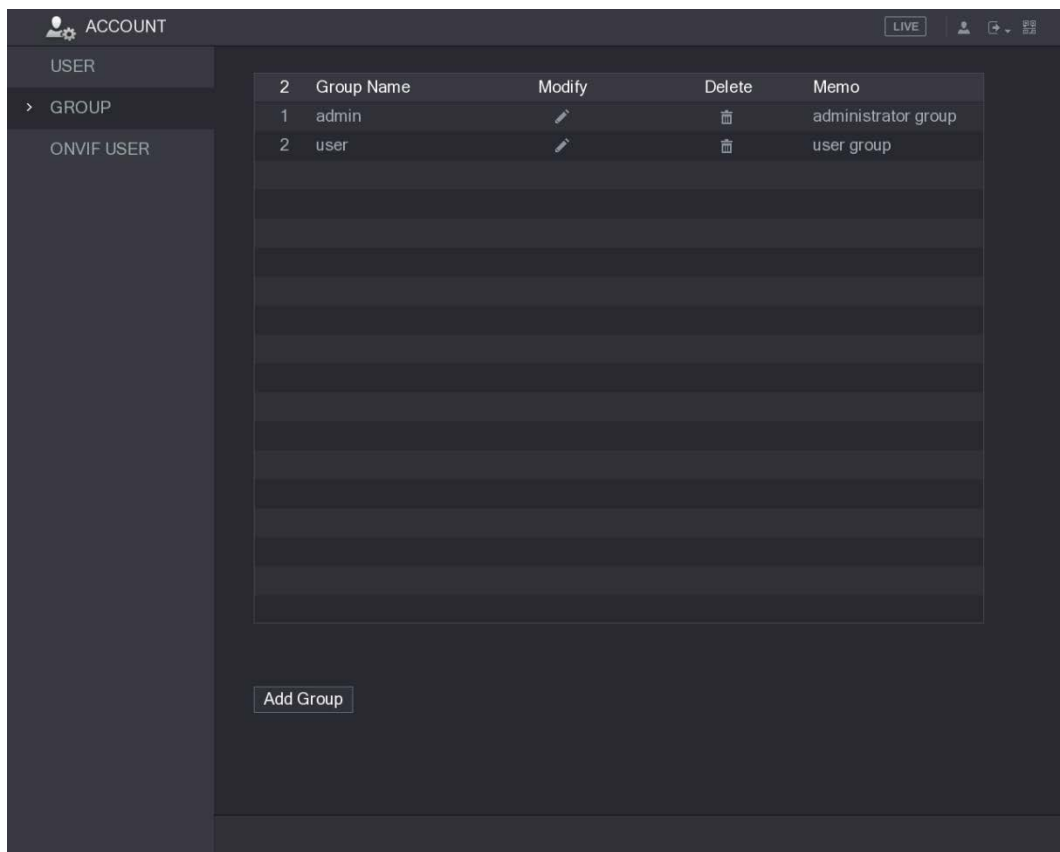 ACCOUNT LIVE
USER
GROUP
ONVIF USER
2 Group Name Modify Delete Memo
1 admin administrator group
2 user user group
Add Group